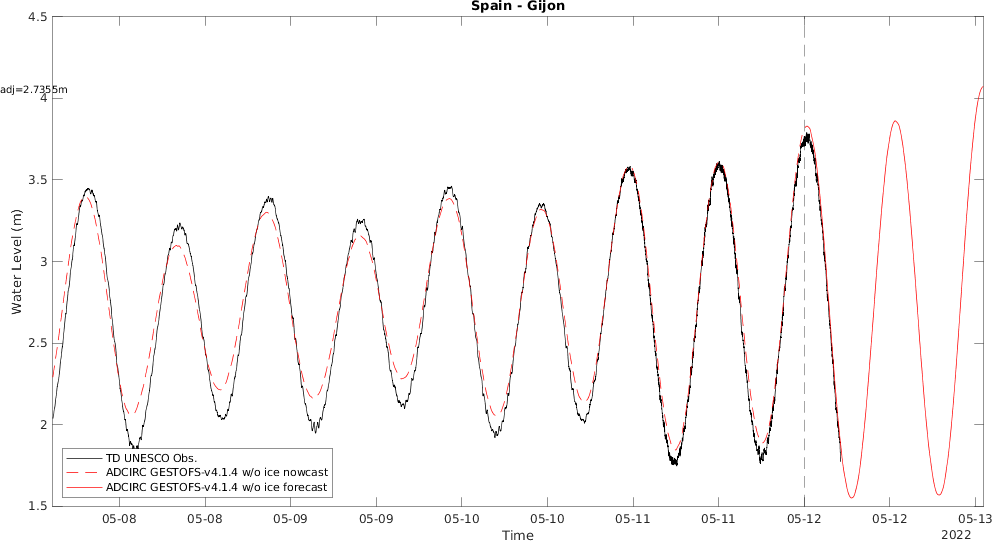 Spain - Gijon
4.5
adj=2.7355m
4
3.5
3
2.5
2
1.5
Water Level (m)
TD UNESCO Obs.
ADCIRC GESTOFS-v4.1.4 w/o ice nowcast
ADCIRC GESTOFS-v4.1.4 w/o ice forecast
05-08 05-08 05-09 05-09 05-10 05-10 05-11 05-11 05-12 05-12 05-13
Time
2022